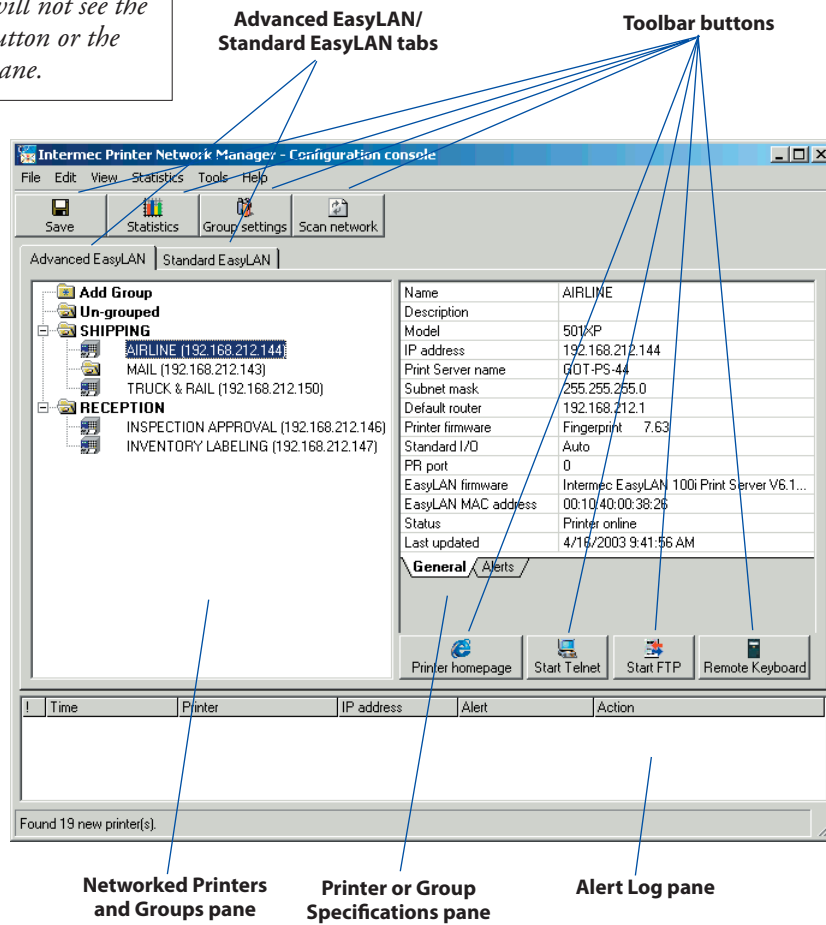 will not see the
utton or the
ane.
Advanced EasyLAN/
Standard EasyLAN tabs
Toolbar buttons
Intermec Printer Network Manager - Configuration console
File Edit View Statistics Tools Help
Save Statistics Group settings Scan network
Advanced EasyLAN Standard EasyLAN
Add Group
Un-grouped
SHIPPING
AIRLINE (192.168.212.144)
MAIL (192.168.212.143)
TRUCK & RAIL (192.168.212.150)
RECEPTION
INSPECTION APPROVAL (192.168.212.146)
INVENTORY LABELING (192.168.212.147)
Name AIRLINE
Description
Model 501XP
IP address 192.168.212.144
Print Server name GOT-PS-44
Subnet mask 255.255.255.0
Default router 192.168.212.1
Printer firmware Fingerprint 7.63
Standard I/O Auto
PR port 0
EasyLAN firmware Intermec EasyLAN 100i Print Server V6.1...
EasyLAN MAC address 00:10:40:00:38:26
Status Printer online
Last updated 4/16/2003 9:41:56 AM
General Alerts
Printer homepage Start Telnet Start FTP Remote Keyboard
! Time Printer IP address Alert Action
Found 19 new printer(s).
Networked Printers
and Groups pane
Printer or Group
Specifications pane
Alert Log pane